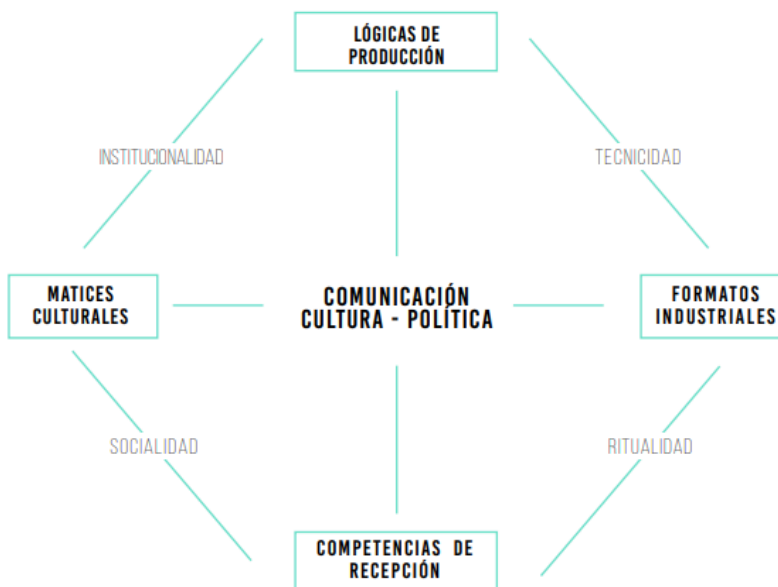 LÓGICAS DE
PRODUCCIÓN
INSTITUCIONALIDAD
TECNICIDAD
MATICES
CULTURALES
COMUNICACIÓN
CULTURA - POLÍTICA
FORMATOS
INDUSTRIALES
SOCIALIDAD
RITUALIDAD
COMPETENCIAS DE
RECEPCIÓN